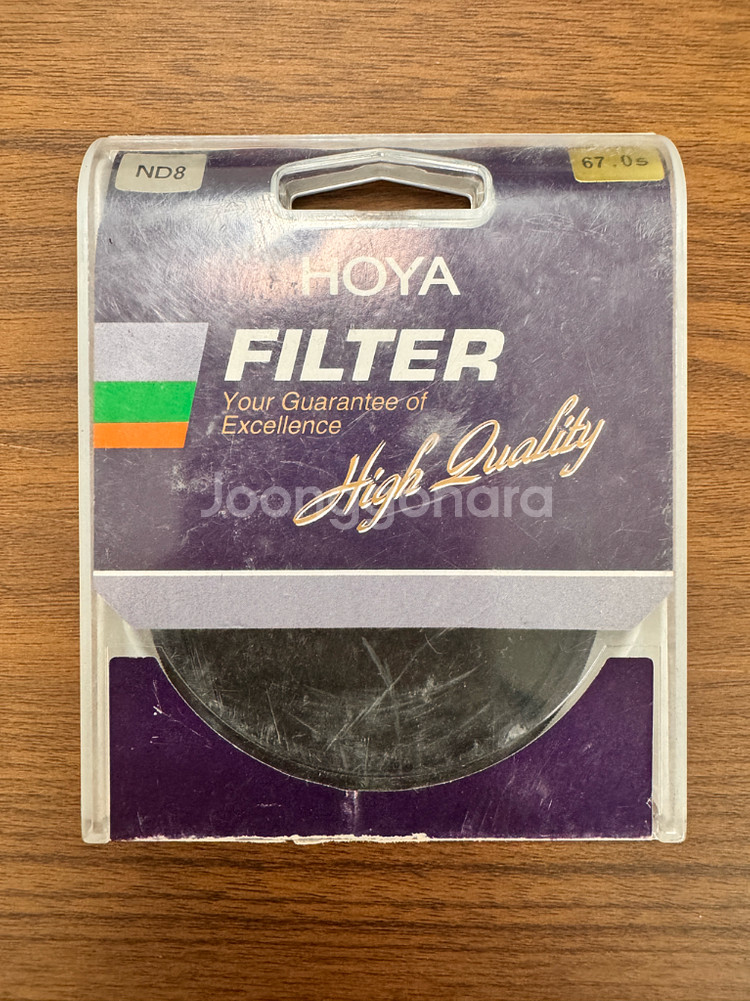 ND8
67.0s
HOYA
FILTER
Your Guarantee of
Excellence
High Quality
Joonggonara